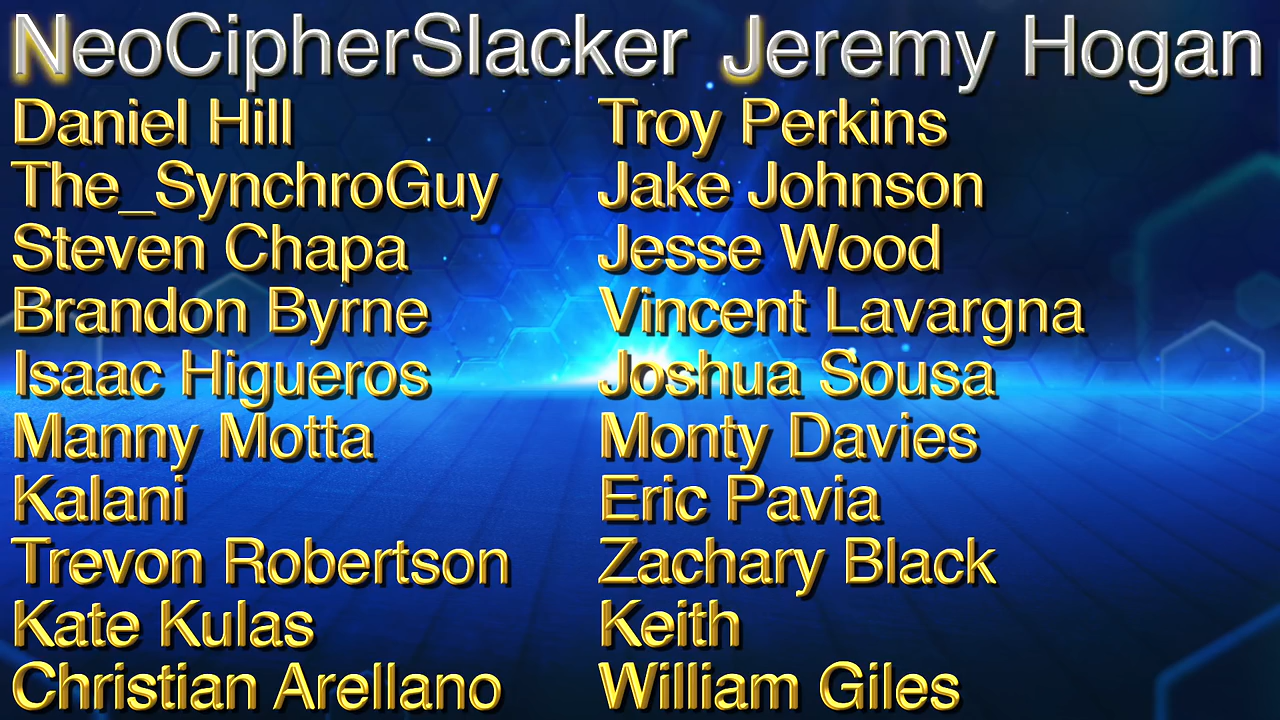 NeoCipherSlacker Jeremy Hogan
Daniel Hill Troy Perkins
The_SynchroGuy Jake Johnson
Steven Chapa Jesse Wood
Brandon Byrne Vincent Lavargna
Isaac Higueros Joshua Sousa
Manny Motta Monty Davies
Kalani Eric Pavia
Trevon Robertson Zachary Black
Kate Kulas Keith
Christian Arellano William Giles